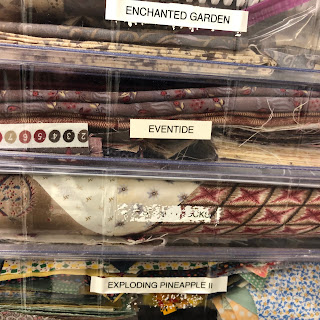 ENCHANTED GARDEN
EVENTIDE
EXPLODING PINEAPPLE II